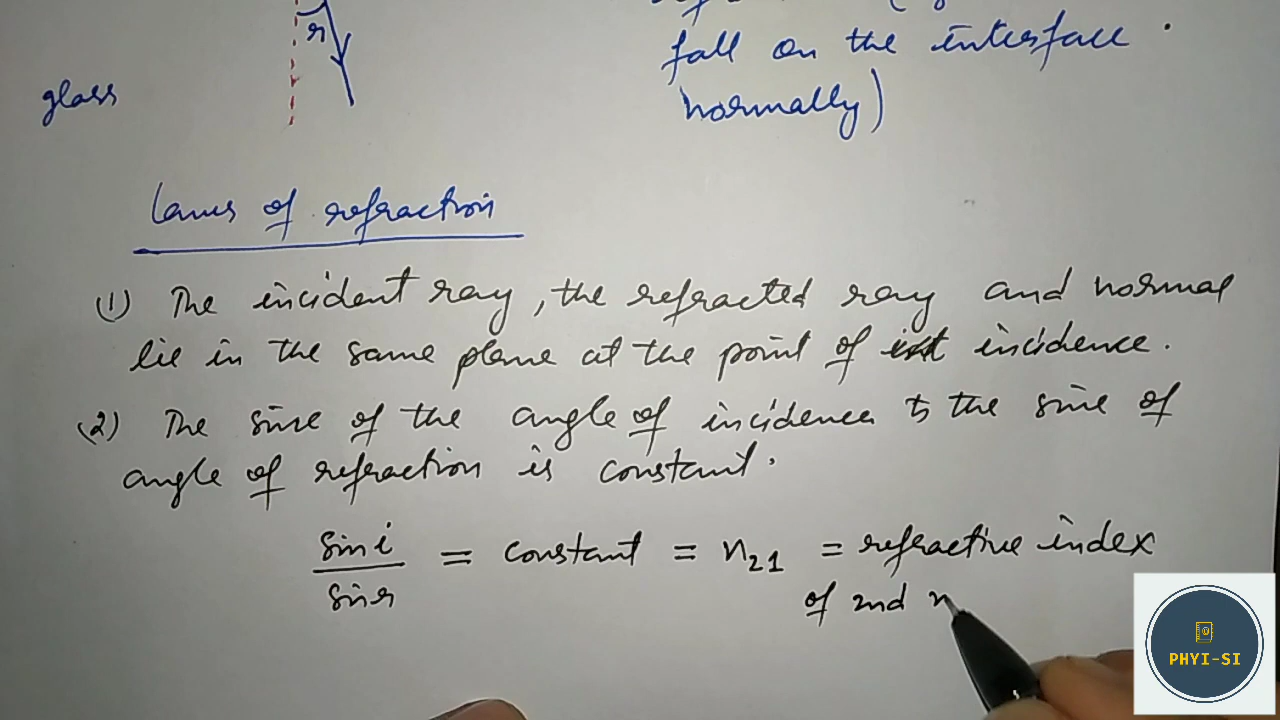 r
fall on the interface .
glass
normally)
Laws of refraction
(1) The incident ray, the refracted ray and normal
lie in the same plane at the point of incidence.
(2) The sine of the angle of incidence to the sine of
angle of refraction is constant.
sin i
= constant = n21 = refractive index
sin r
of 2nd
PHYI-SI